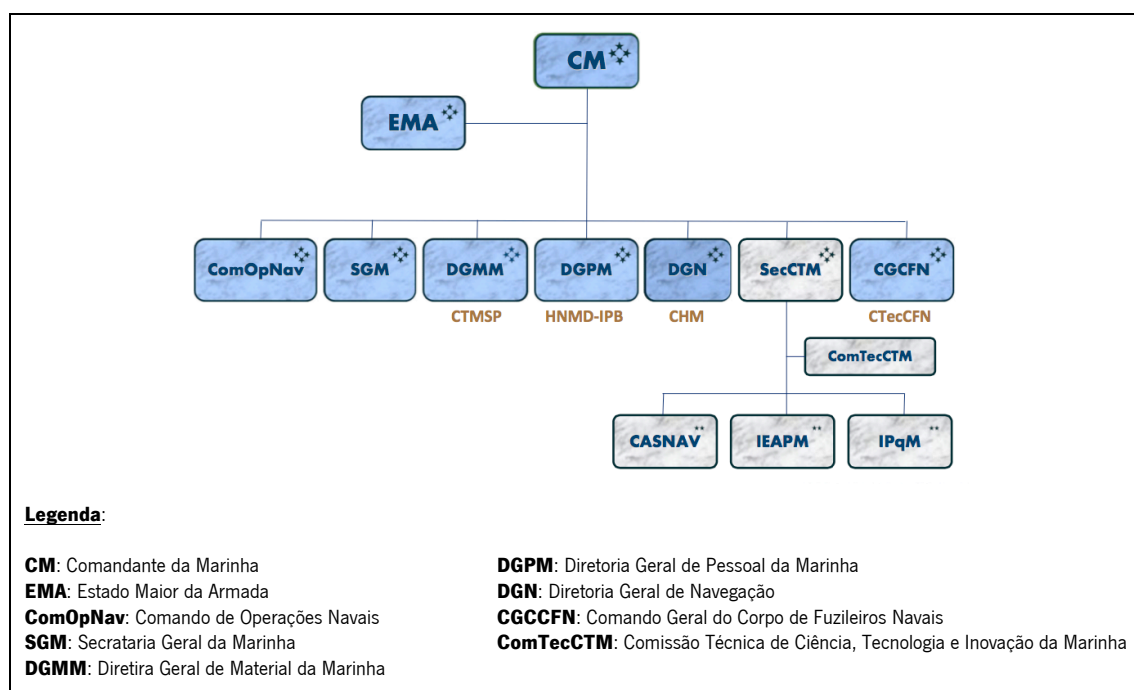 CM
EMA
ComOpNav
SGM
DGMM
DGPM
DGN
SecCTM
CGCFN
CTMSP
HNMD-IPB
CHM
CTecCFN
ComTecCTM
CASNAV
IEAPM
IPqM
Legenda:
CM: Comandante da Marinha
EMA: Estado Maior da Armada
ComOpNav: Comando de Operações Navais
SGM: Secretaria Geral da Marinha
DGMM: Diretira Geral de Material da Marinha
DGPM: Diretoria Geral de Pessoal da Marinha
DGN: Diretoria Geral de Navegação
CGCCFN: Comando Geral do Corpo de Fuzileiros Navais
ComTecCTM: Comissão Técnica de Ciência, Tecnologia e Inovação da Marinha